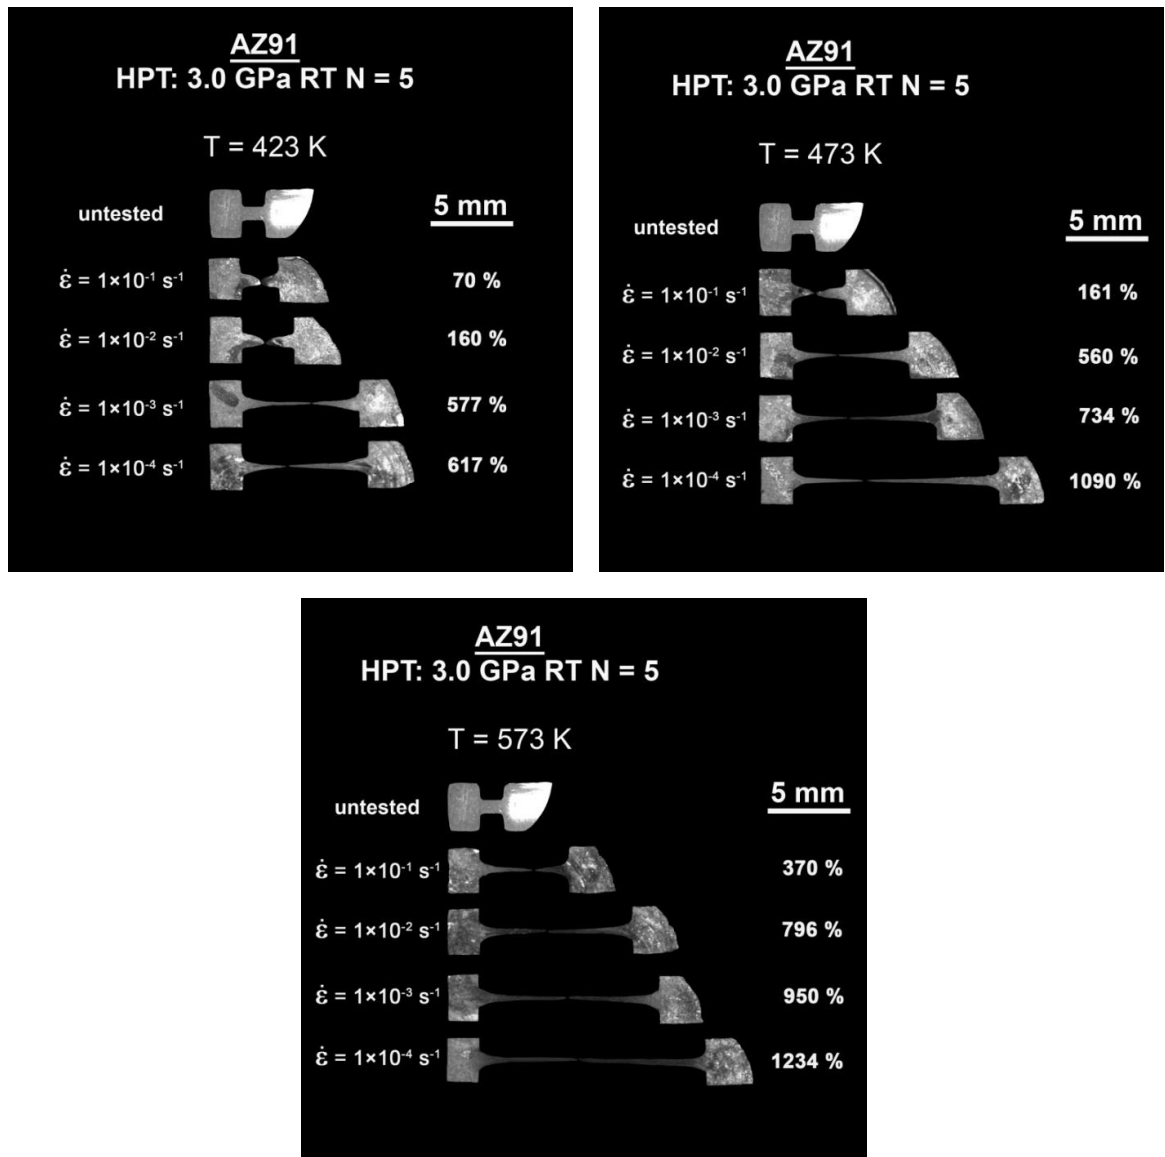 AZ91
HPT: 3.0 GPa RT N = 5
T = 423 K
untested
5 mm
ε̇ = 1×10⁻¹ s⁻¹ 70 %
ε̇ = 1×10⁻² s⁻¹ 160 %
ε̇ = 1×10⁻³ s⁻¹ 577 %
ε̇ = 1×10⁻⁴ s⁻¹ 617 %
AZ91
HPT: 3.0 GPa RT N = 5
T = 473 K
untested
5 mm
ε̇ = 1×10⁻¹ s⁻¹ 161 %
ε̇ = 1×10⁻² s⁻¹ 560 %
ε̇ = 1×10⁻³ s⁻¹ 734 %
ε̇ = 1×10⁻⁴ s⁻¹ 1090 %
AZ91
HPT: 3.0 GPa RT N = 5
T = 573 K
untested
5 mm
ε̇ = 1×10⁻¹ s⁻¹ 370 %
ε̇ = 1×10⁻² s⁻¹ 796 %
ε̇ = 1×10⁻³ s⁻¹ 950 %
ε̇ = 1×10⁻⁴ s⁻¹ 1234 %